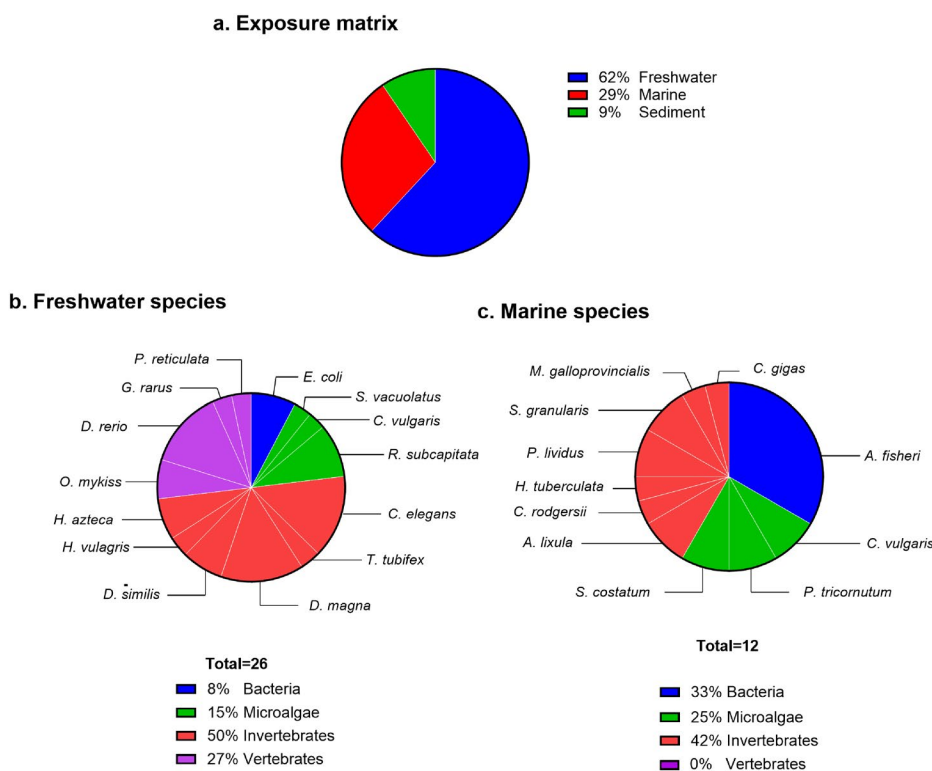 a. Exposure matrix
62% Freshwater
29% Marine
9% Sediment
b. Freshwater species
P. reticulata
E. coli
G. rarus
S. vacuolatus
C. vulgaris
D. rerio
R. subcapitata
O. mykiss
C. elegans
H. azteca
H. vulagris
T. tubifex
D. similis
D. magna
Total=26
8% Bacteria
15% Microalgae
50% Invertebrates
27% Vertebrates
c. Marine species
M. galloprovincialis
C. gigas
S. granularis
P. lividus
A. fisheri
H. tuberculata
C. rodgersii
A. lixula
C. vulgaris
S. costatum
P. tricornutum
Total=12
33% Bacteria
25% Microalgae
42% Invertebrates
0% Vertebrates